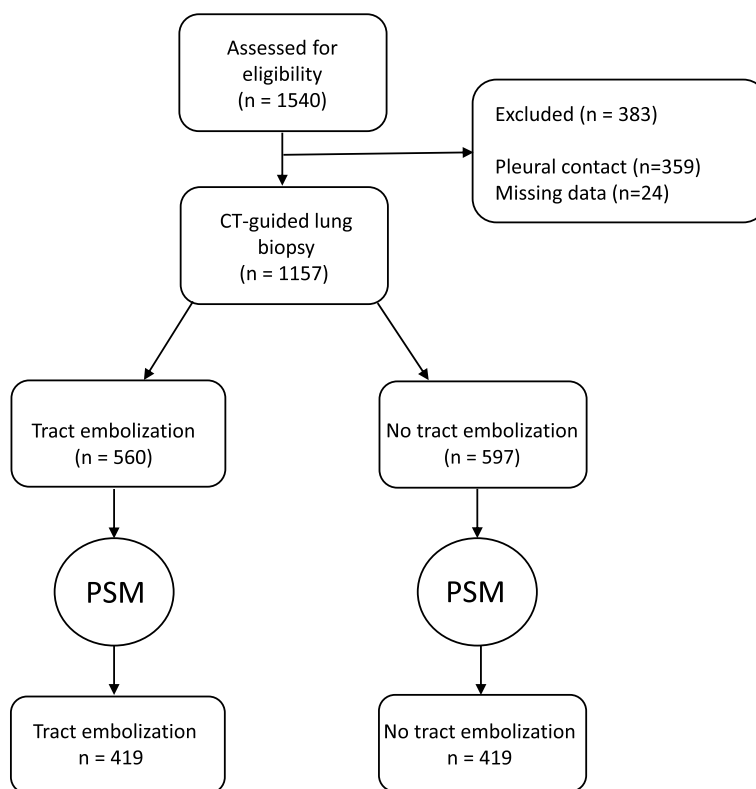 Assessed for
eligibility
(n = 1540)
Excluded (n = 383)
Pleural contact (n=359)
Missing data (n=24)
CT-guided lung
biopsy
(n = 1157)
Tract embolization
(n = 560)
No tract embolization
(n = 597)
PSM
PSM
Tract embolization
n = 419
No tract embolization
n = 419